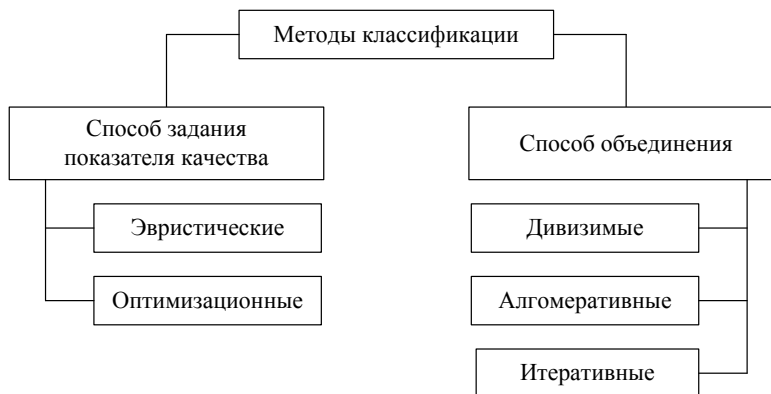 Методы классификации
Способ задания
показателя качества
Эвристические
Оптимизационные
Способ объединения
Дивизимые
Алгомеративные
Итеративные